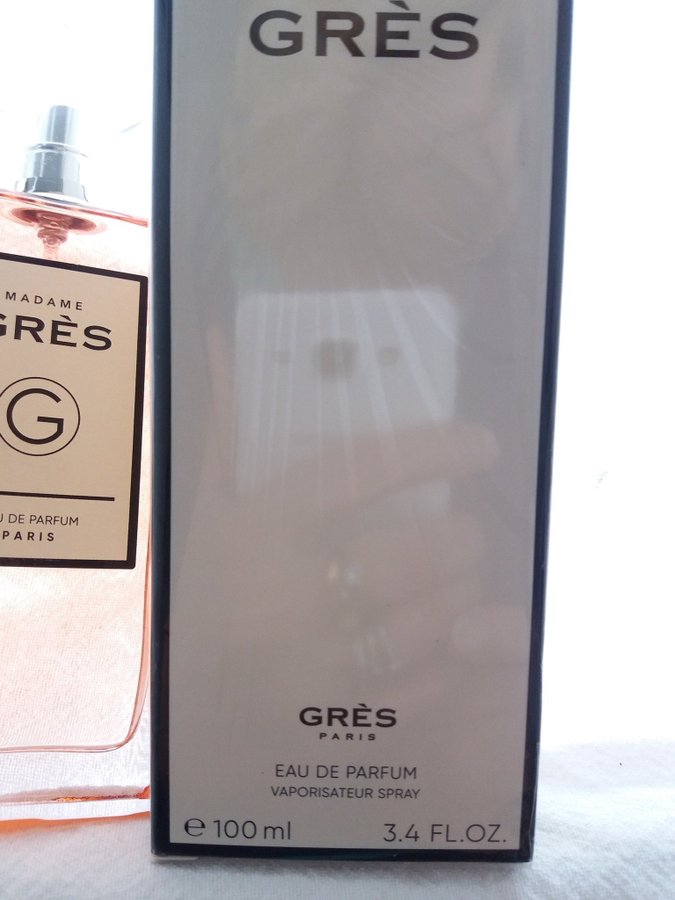 MADAME
GRÈS
G
DE PARFUM
PARIS
GRÈS
GRÈS
PARIS
EAU DE PARFUM
VAPORISATEUR SPRAY
℮ 100 ml 3.4 FL.OZ.